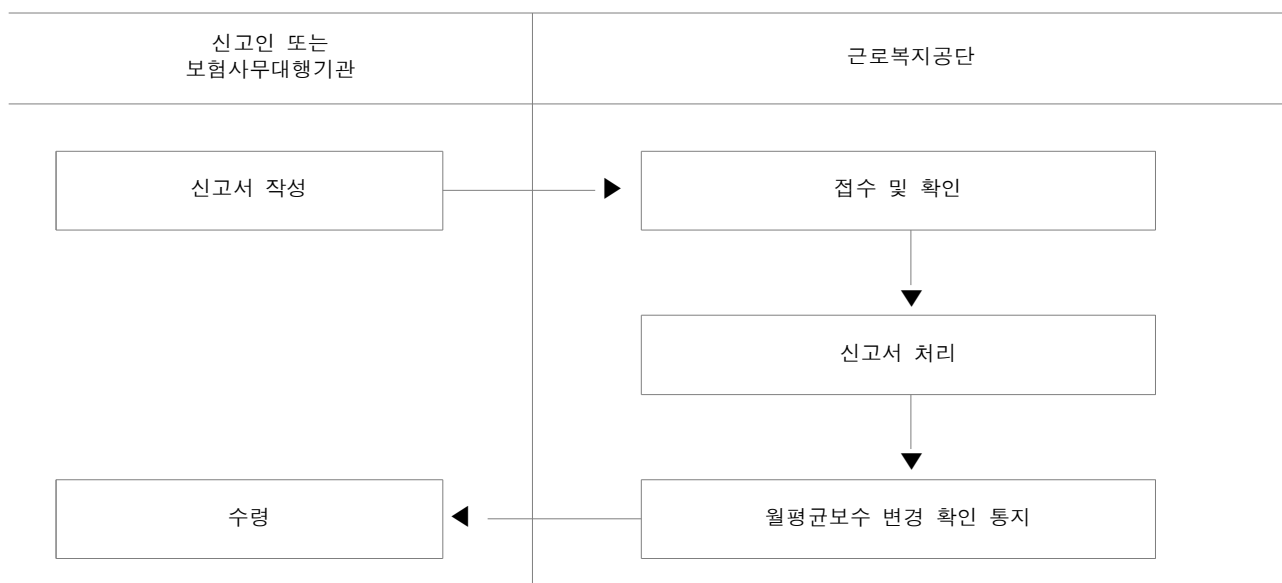 신고인 또는
보험사무대행기관
근로복지공단
신고서 작성
접수 및 확인
신고서 처리
수령
월평균보수 변경 확인 통지